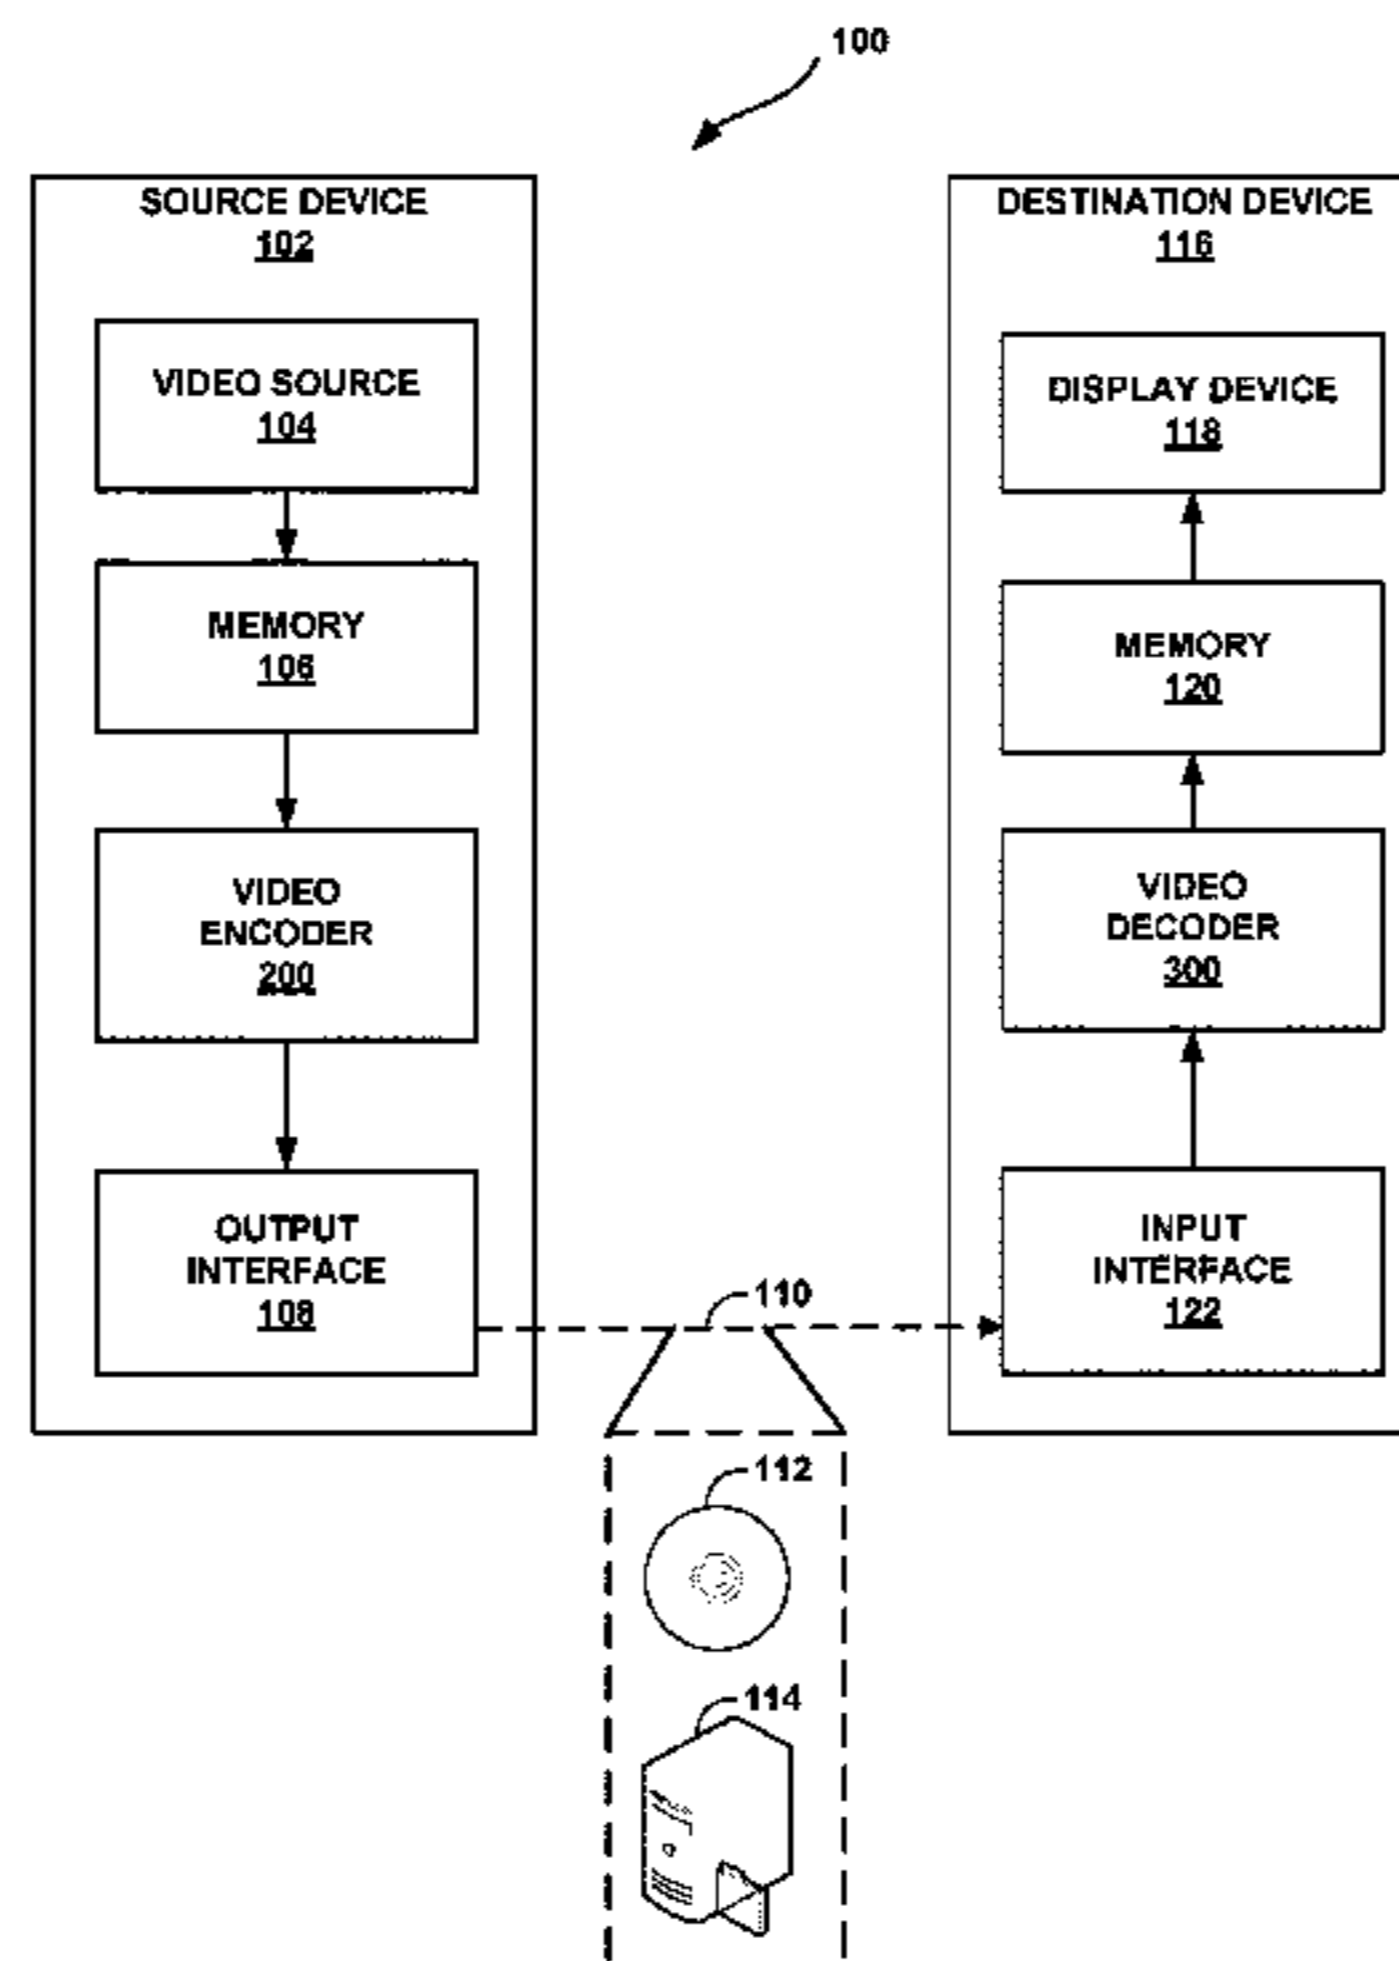 100
SOURCE DEVICE
102
VIDEO SOURCE
104
MEMORY
106
VIDEO
ENCODER
200
OUTPUT
INTERFACE
108
DESTINATION DEVICE
116
DISPLAY DEVICE
118
MEMORY
120
VIDEO
DECODER
300
INPUT
INTERFACE
122
110
112
114